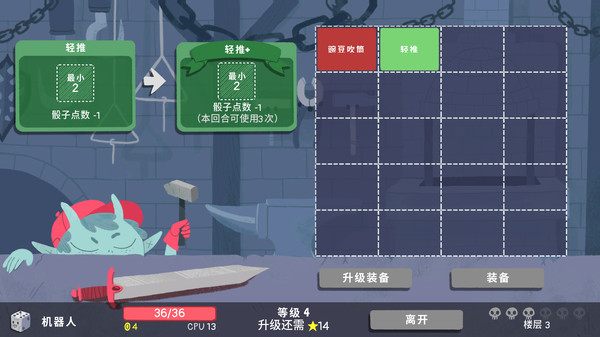 轻推
最小
2
骰子点数 -1
轻推+
最小
2
骰子点数 -1
（本回合可使用3次）
豌豆吹筒
轻推
升级装备
装备
机器人
36/36
4
CPU 13
等级 4
升级还需 ★14
离开
楼层 3